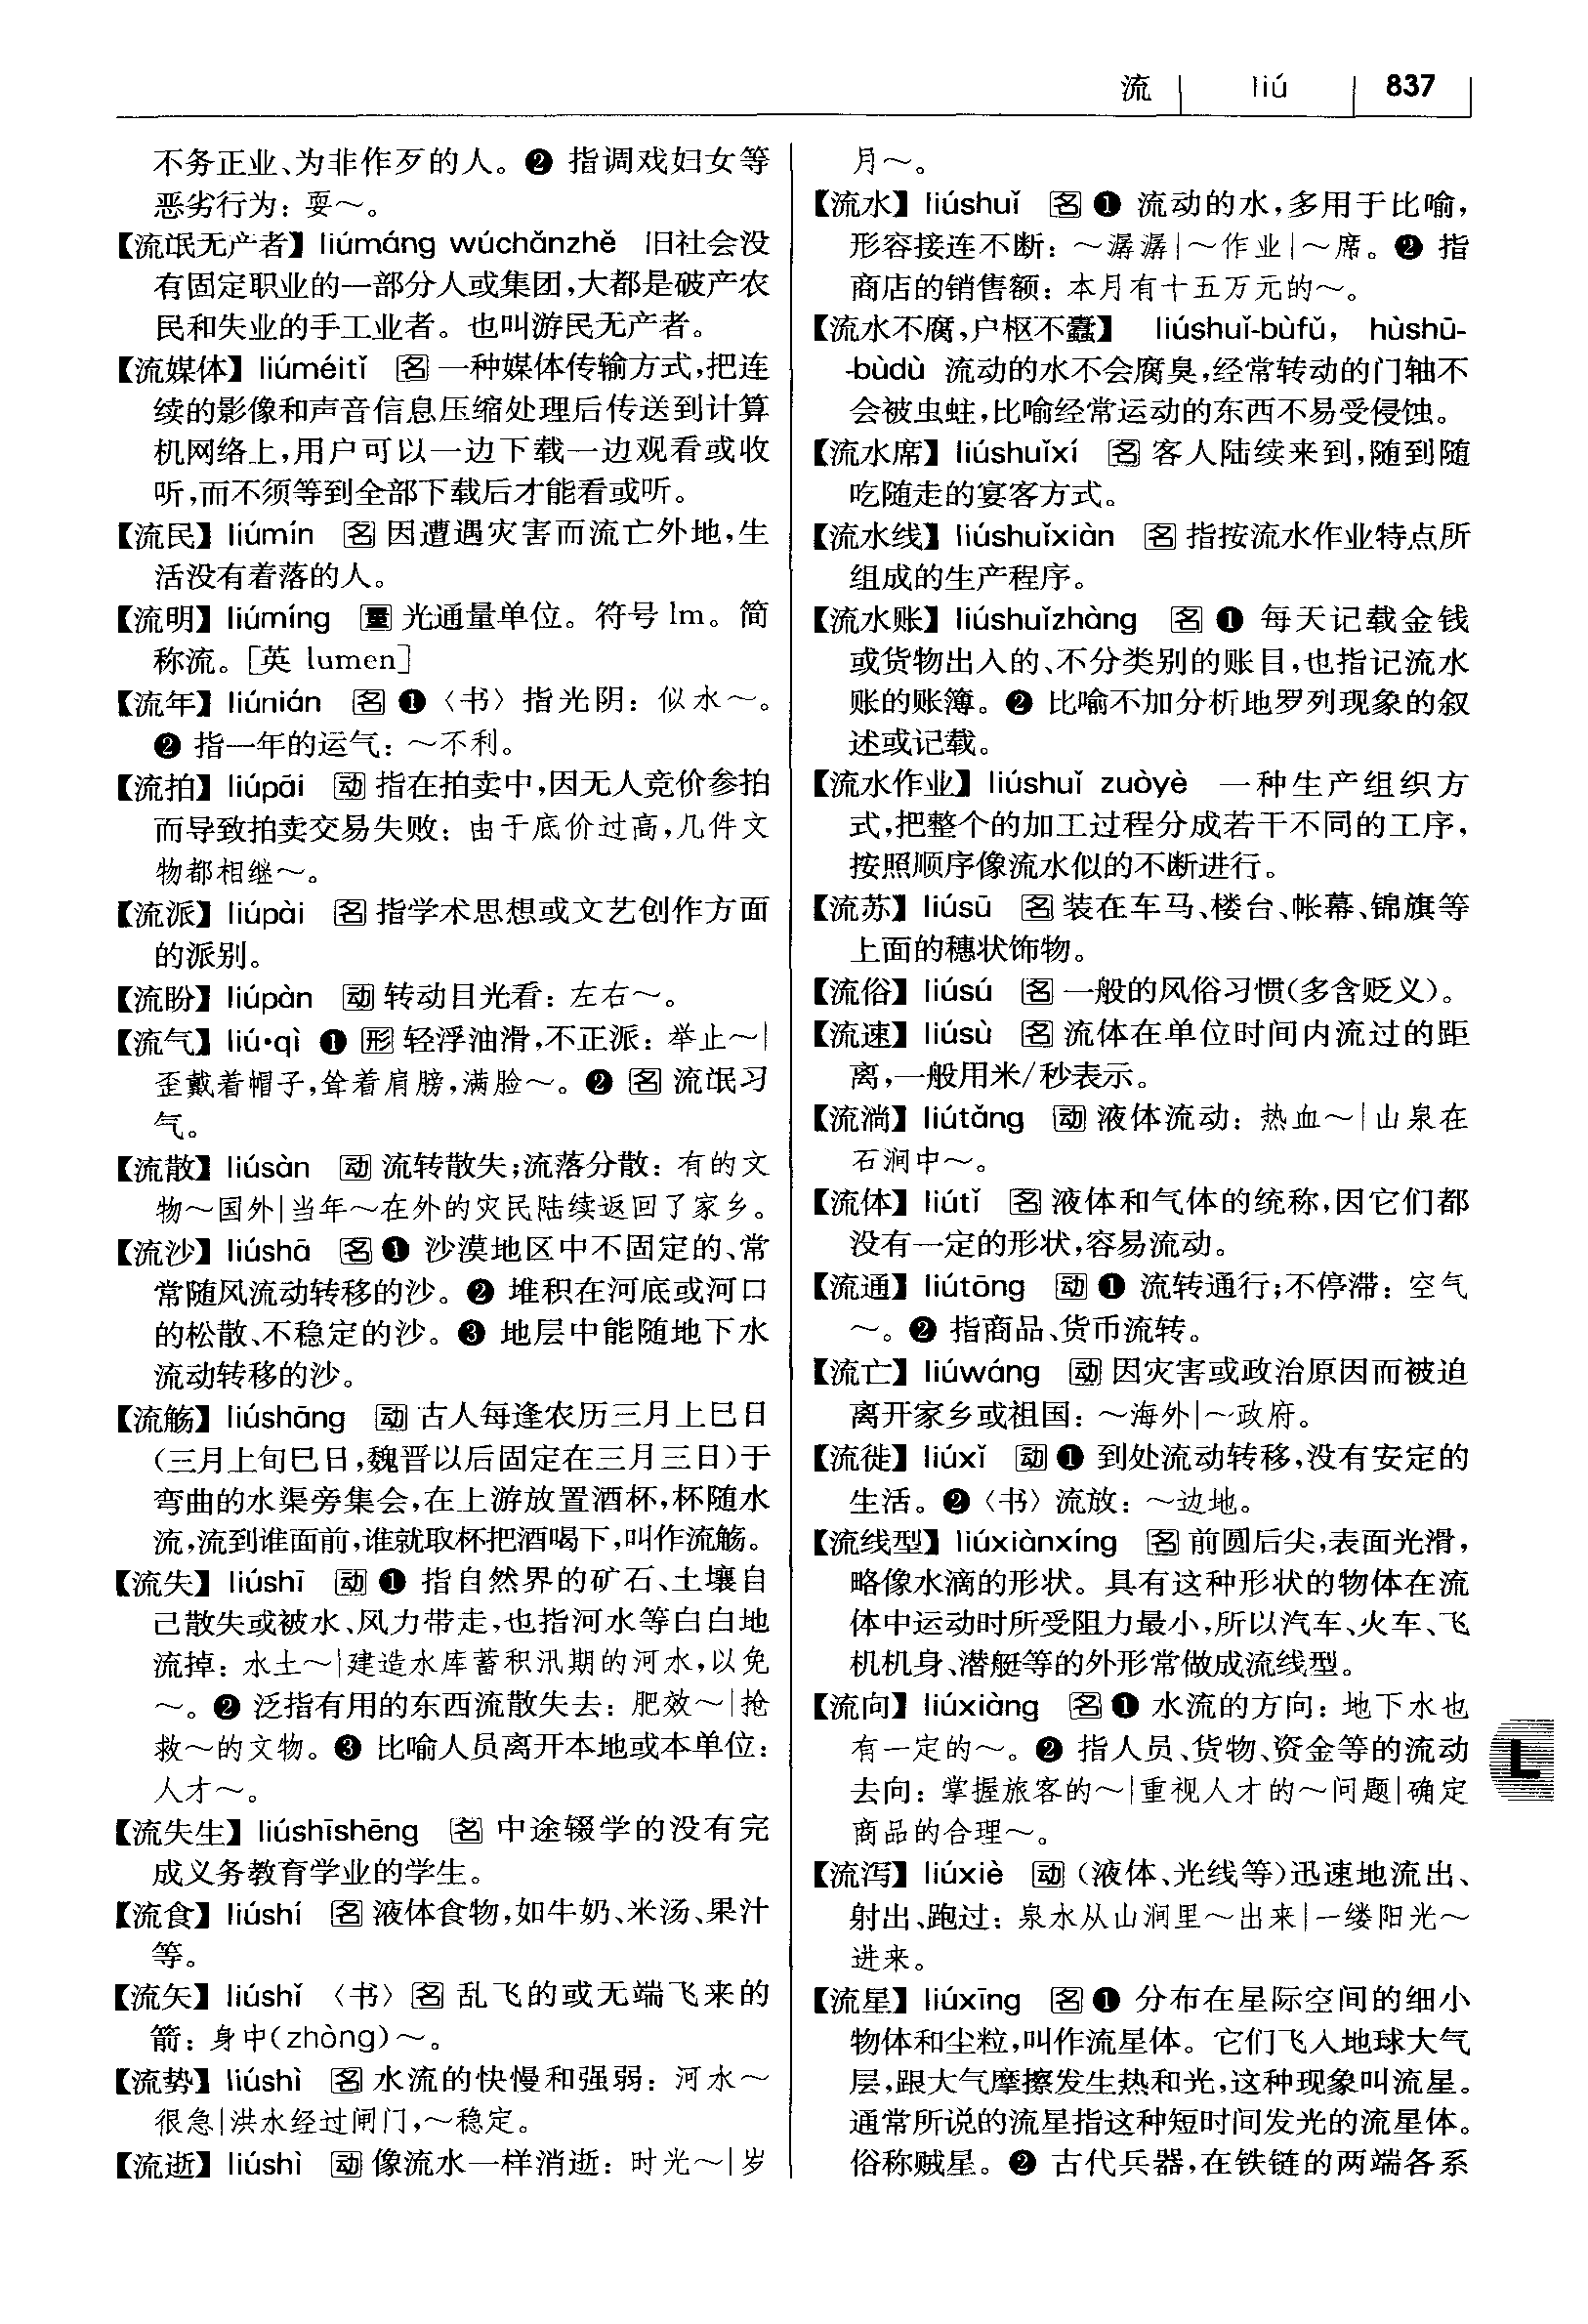 流 liú 837
不务正业、为非作歹的人。❷ 指调戏妇女等
恶劣行为：耍～。
【流氓无产者】liúmáng wúchǎnzhě 旧社会没
有固定职业的一部分人或集团，大都是破产农
民和失业的手工业者。也叫游民无产者。
【流媒体】liúméitǐ 名 一种媒体传输方式，把连
续的影像和声音信息压缩处理后传送到计算
机网络上，用户可以一边下载一边观看或收
听，而不须等到全部下载后才能看或听。
【流民】liúmín 名 因遭遇灾害而流亡外地，生
活没有着落的人。
【流明】liúmíng 量 光通量单位。符号 lm。简
称流。[英 lumen]
【流年】liúnián 名 ❶〈书〉指光阴：似水～。
❷ 指一年的运气：～不利。
【流拍】liúpāi 动 指在拍卖中，因无人竞价参拍
而导致拍卖交易失败：由于底价过高，几件文
物都相继～。
【流派】liúpài 名 指学术思想或文艺创作方面
的派别。
【流盼】liúpàn 动 转动目光看：左右～。
【流气】liú·qì ❶ 形 轻浮油滑，不正派：举止～|
歪戴着帽子，耸着肩膀，满脸～。❷ 名 流氓习
气。
【流散】liúsàn 动 流转散失；流落分散：有的文
物～国外|当年～在外的灾民陆续返回了家乡。
【流沙】liúshā 名 ❶ 沙漠地区中不固定的、常
常随风流动转移的沙。❷ 堆积在河底或河口
的松散、不稳定的沙。❸ 地层中能随地下水
流动转移的沙。
【流觞】liúshāng 动 古人每逢农历三月上巳日
（三月上旬巳日，魏晋以后固定在三月三日）于
弯曲的水渠旁集会，在上游放置酒杯，杯随水
流，流到谁面前，谁就取杯把酒喝下，叫作流觞。
【流失】liúshī 动 ❶ 指自然界的矿石、土壤自
己散失或被水、风力带走，也指河水等白白地
流掉：水土～|建造水库蓄积汛期的河水，以免
～。❷ 泛指有用的东西流散失去：肥效～|抢
救～的文物。❸ 比喻人员离开本地或本单位：
人才～。
【流失生】liúshīshēng 名 中途辍学的没有完
成义务教育学业的学生。
【流食】liúshí 名 液体食物，如牛奶、米汤、果汁
等。
【流矢】liúshǐ 〈书〉名 乱飞的或无端飞来的
箭：身中（zhòng）～。
【流势】liúshì 名 水流的快慢和强弱：河水～
很急|洪水经过闸门，～稳定。
【流逝】liúshì 动 像流水一样消逝：时光～|岁
月～。
【流水】liúshuǐ 名 ❶ 流动的水，多用于比喻，
形容接连不断：～潺潺|～作业|～席。❷ 指
商店的销售额：本月有十五万元的～。
【流水不腐，户枢不蠹】 liúshuǐ-bùfǔ, hùshū-
-bùdù 流动的水不会腐臭，经常转动的门轴不
会被虫蛀，比喻经常运动的东西不易受侵蚀。
【流水席】liúshuǐxí 名 客人陆续来到，随到随
吃随走的宴客方式。
【流水线】liúshuǐxiàn 名 指按流水作业特点所
组成的生产程序。
【流水账】liúshuǐzhàng 名 ❶ 每天记载金钱
或货物出入的、不分类别的账目，也指记流水
账的账簿。❷ 比喻不加分析地罗列现象的叙
述或记载。
【流水作业】liúshuǐ zuòyè 一种生产组织方
式，把整个的加工过程分成若干不同的工序，
按照顺序像流水似的不断进行。
【流苏】liúsū 名 装在车马、楼台、帐幕、锦旗等
上面的穗状饰物。
【流俗】liúsú 名 一般的风俗习惯（多含贬义）。
【流速】liúsù 名 流体在单位时间内流过的距
离，一般用米/秒表示。
【流淌】liútǎng 动 液体流动：热血～|山泉在
石涧中～。
【流体】liútǐ 名 液体和气体的统称，因它们都
没有一定的形状，容易流动。
【流通】liútōng 动 ❶ 流转通行；不停滞：空气
～。❷ 指商品、货币流转。
【流亡】liúwáng 动 因灾害或政治原因而被迫
离开家乡或祖国：～海外|～政府。
【流徙】liúxǐ 动 ❶ 到处流动转移，没有安定的
生活。❷〈书〉流放：～边地。
【流线型】liúxiànxíng 名 前圆后尖，表面光滑，
略像水滴的形状。具有这种形状的物体在流
体中运动时所受阻力最小，所以汽车、火车、飞
机机身、潜艇等的外形常做成流线型。
【流向】liúxiàng 名 ❶ 水流的方向：地下水也
有一定的～。❷ 指人员、货物、资金等的流动
去向：掌握旅客的～|重视人才的～问题|确定
商品的合理～。
【流泻】liúxiè 动（液体、光线等）迅速地流出、
射出、跑过：泉水从山涧里～出来|一缕阳光～
进来。
【流星】liúxīng 名 ❶ 分布在星际空间的细小
物体和尘粒，叫作流星体。它们飞入地球大气
层，跟大气摩擦发生热和光，这种现象叫流星。
通常所说的流星指这种短时间发光的流星体。
俗称贼星。❷ 古代兵器，在铁链的两端各系
L